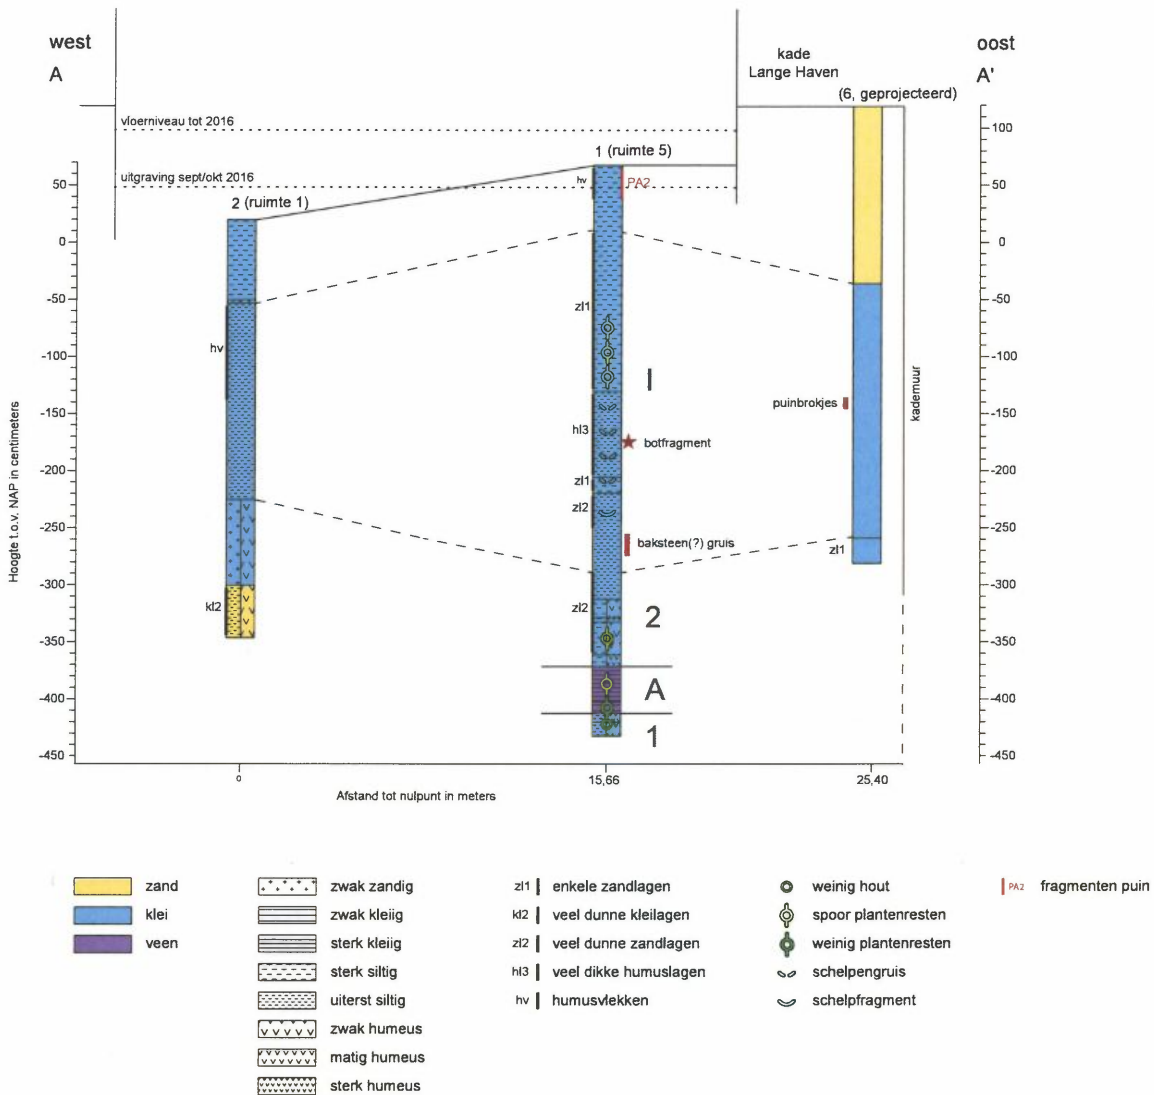 west
A
kade
Lange Haven
oost
A'
(6, geprojecteerd)
vloerniveau tot 2016
1 (ruimte 5)
uitgraving sept/okt 2016
2 (ruimte 1)
hv
PA2
100
50
0
-50
-100
-150
-200
-250
-300
-350
-400
-450
50
0
-50
-100
-150
-200
-250
-300
-350
-400
-450
Hoogte t.o.v. NAP in centimeters
hv
kl2
zl1
hl3
zl1
zl2
zl2
botfragment
baksteen(?) gruis
puinbrokjes
zl1
kademuur
2
A
1
0
15,66
25,40
Afstand tot nulpunt in meters
zand
klei
veen
zwak zandig
zwak kleiig
sterk kleiig
sterk siltig
uiterst siltig
zwak humeus
matig humeus
sterk humeus
zl1 enkele zandlagen
kl2 veel dunne kleilagen
zl2 veel dunne zandlagen
hl3 veel dikke humuslagen
hv humusvlekken
weinig hout
spoor plantenresten
weinig plantenresten
schelpengruis
schelpfragment
PA2 fragmenten puin